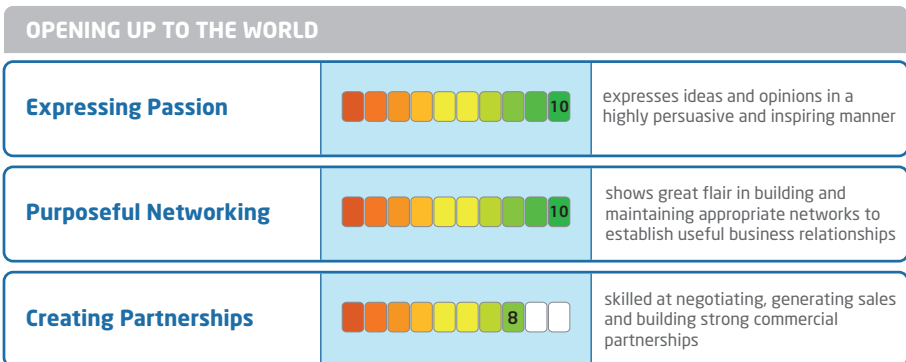 OPENING UP TO THE WORLD
Expressing Passion
10
expresses ideas and opinions in a
highly persuasive and inspiring manner
Purposeful Networking
10
shows great flair in building and
maintaining appropriate networks to
establish useful business relationships
Creating Partnerships
8
skilled at negotiating, generating sales
and building strong commercial
partnerships